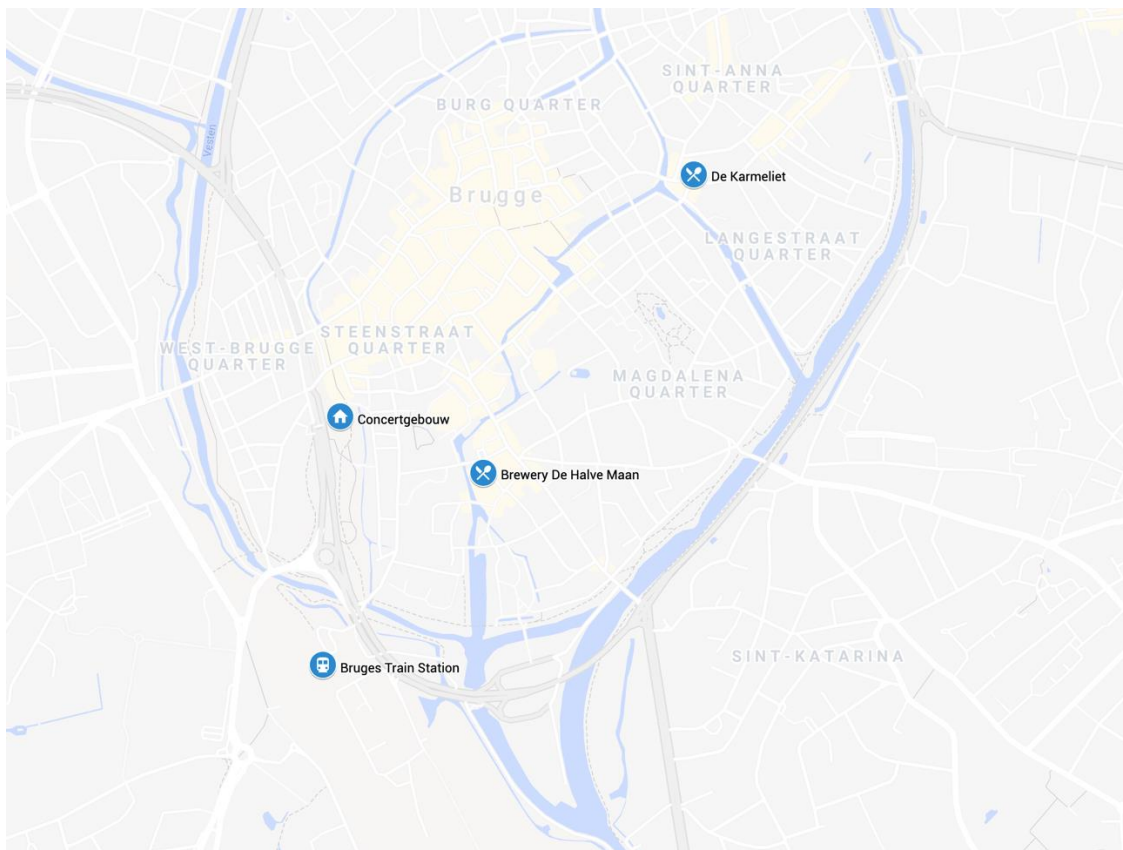 SINT-ANNA
QUARTER
BURG QUARTER
Vesten
De Karmeliet
Brugge
LANGESTRAAT
QUARTER
STEENSTRAAT
QUARTER
WEST-BRUGGE
QUARTER
MAGDALENA
QUARTER
Concertgebouw
Brewery De Halve Maan
SINT-KATARINA
Bruges Train Station